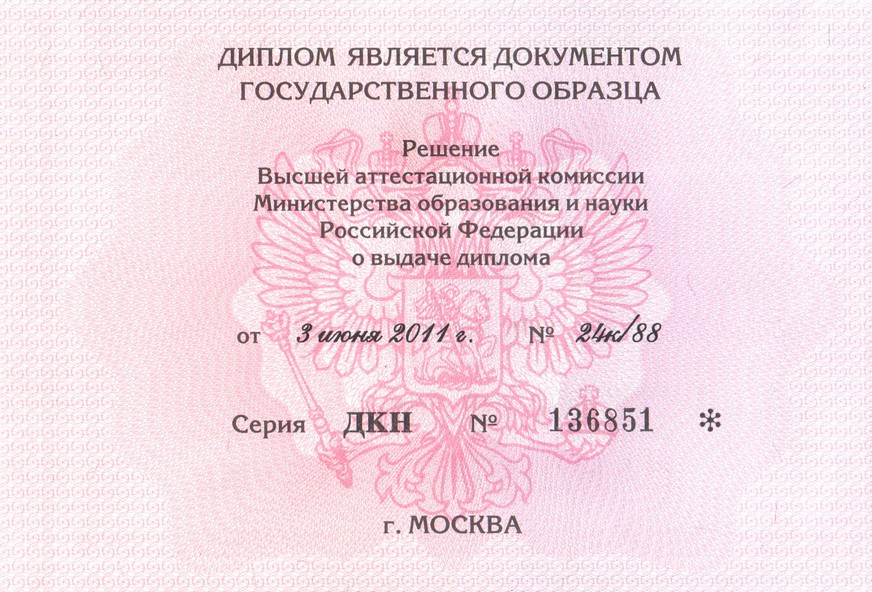 ДИПЛОМ ЯВЛЯЕТСЯ ДОКУМЕНТОМ
ГОСУДАРСТВЕННОГО ОБРАЗЦА
Решение
Высшей аттестационной комиссии
Министерства образования и науки
Российской Федерации
о выдаче диплома
от 3 июня 2011 г. № 24к/88
Серия ДКН № 136851 *
г. МОСКВА